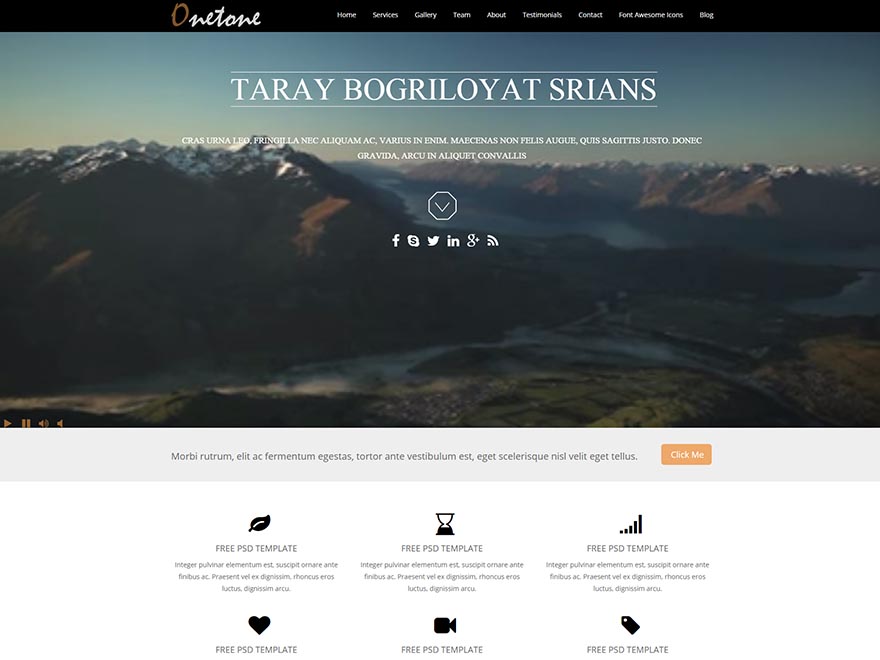 Onetone
Home Services Gallery Team About Testimonials Contact Font Awesome Icons Blog
TARAY BOGRILOYAT SRIANS
CRAS URNA LEO, FRINGILLA NEC ALIQUAM AC, VARIUS IN ENIM. MAECENAS NON FELIS AUGUE, QUIS SAGITTIS JUSTO. DONEC
GRAVIDA, ARCU IN ALIQUET CONVALLIS
Morbi rutrum, elit ac fermentum egestas, tortor ante vestibulum est, eget scelerisque nisl velit eget tellus.
Click Me
FREE PSD TEMPLATE
Integer pulvinar elementum est, suscipit ornare ante
finibus ac. Praesent vel ex dignissim, rhoncus eros
luctus, dignissim arcu.
FREE PSD TEMPLATE
Integer pulvinar elementum est, suscipit ornare ante
finibus ac. Praesent vel ex dignissim, rhoncus eros
luctus, dignissim arcu.
FREE PSD TEMPLATE
Integer pulvinar elementum est, suscipit ornare ante
finibus ac. Praesent vel ex dignissim, rhoncus eros
luctus, dignissim arcu.
FREE PSD TEMPLATE
FREE PSD TEMPLATE
FREE PSD TEMPLATE